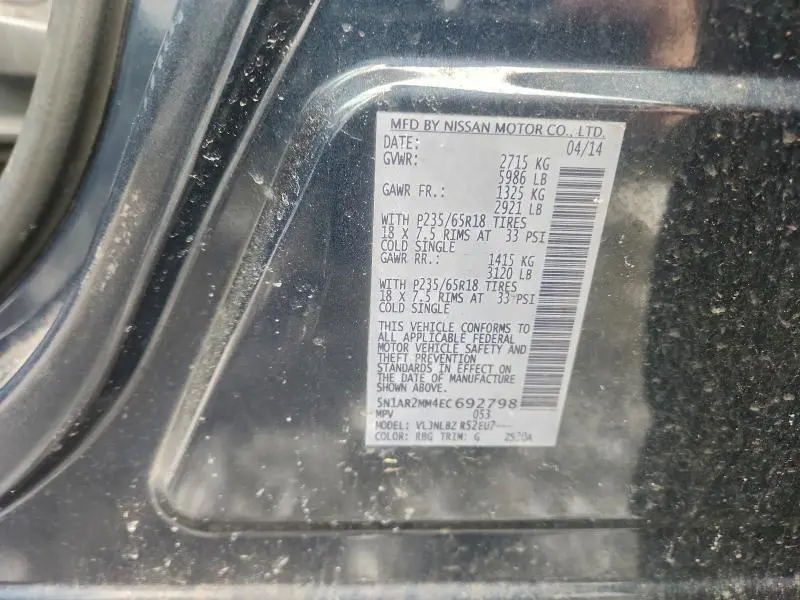 MFD BY NISSAN MOTOR CO., LTD.
DATE: 04/14
GVWR: 2715 KG
5986 LB
GAWR FR.: 1325 KG
2921 LB
WITH P235/65R18 TIRES
18 X 7.5 RIMS AT 33 PSI
COLD SINGLE
GAWR RR.: 1415 KG
3120 LB
WITH P235/65R18 TIRES
18 X 7.5 RIMS AT 33 PSI
COLD SINGLE
THIS VEHICLE CONFORMS TO
ALL APPLICABLE FEDERAL
MOTOR VEHICLE SAFETY AND
THEFT PREVENTION
STANDARDS IN EFFECT ON
THE DATE OF MANUFACTURE
SHOWN ABOVE.
5N1AR2MM4EC692798
MPV 053
MODEL:
COLOR: RBG TRIM: G